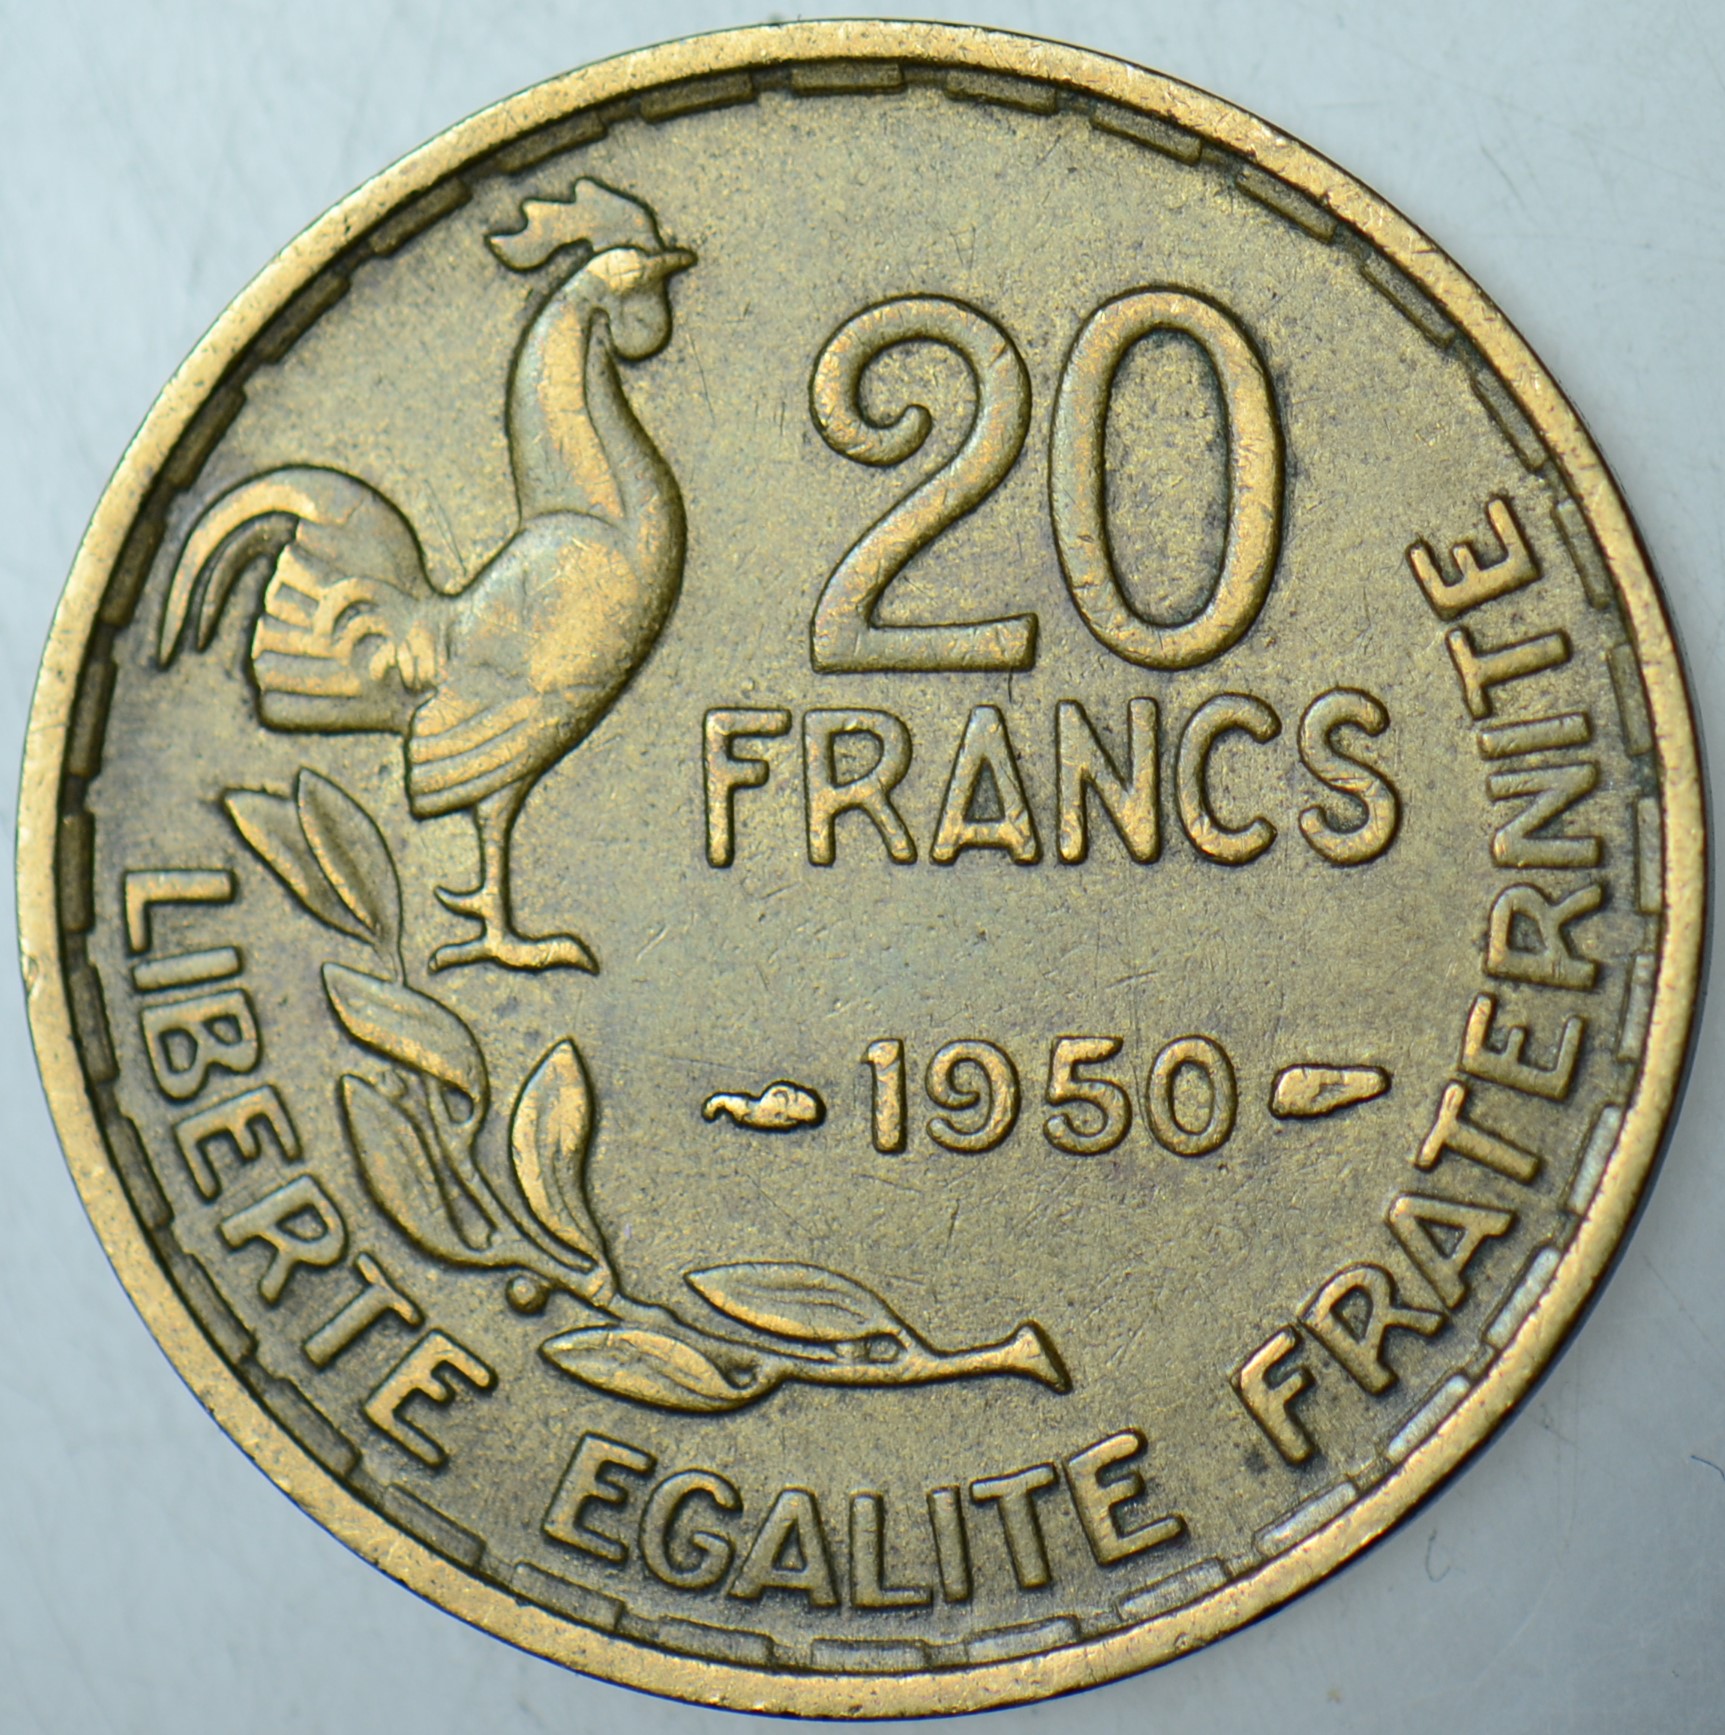 20
FRANCS
1950
LIBERTE EGALITE FRATERNITE